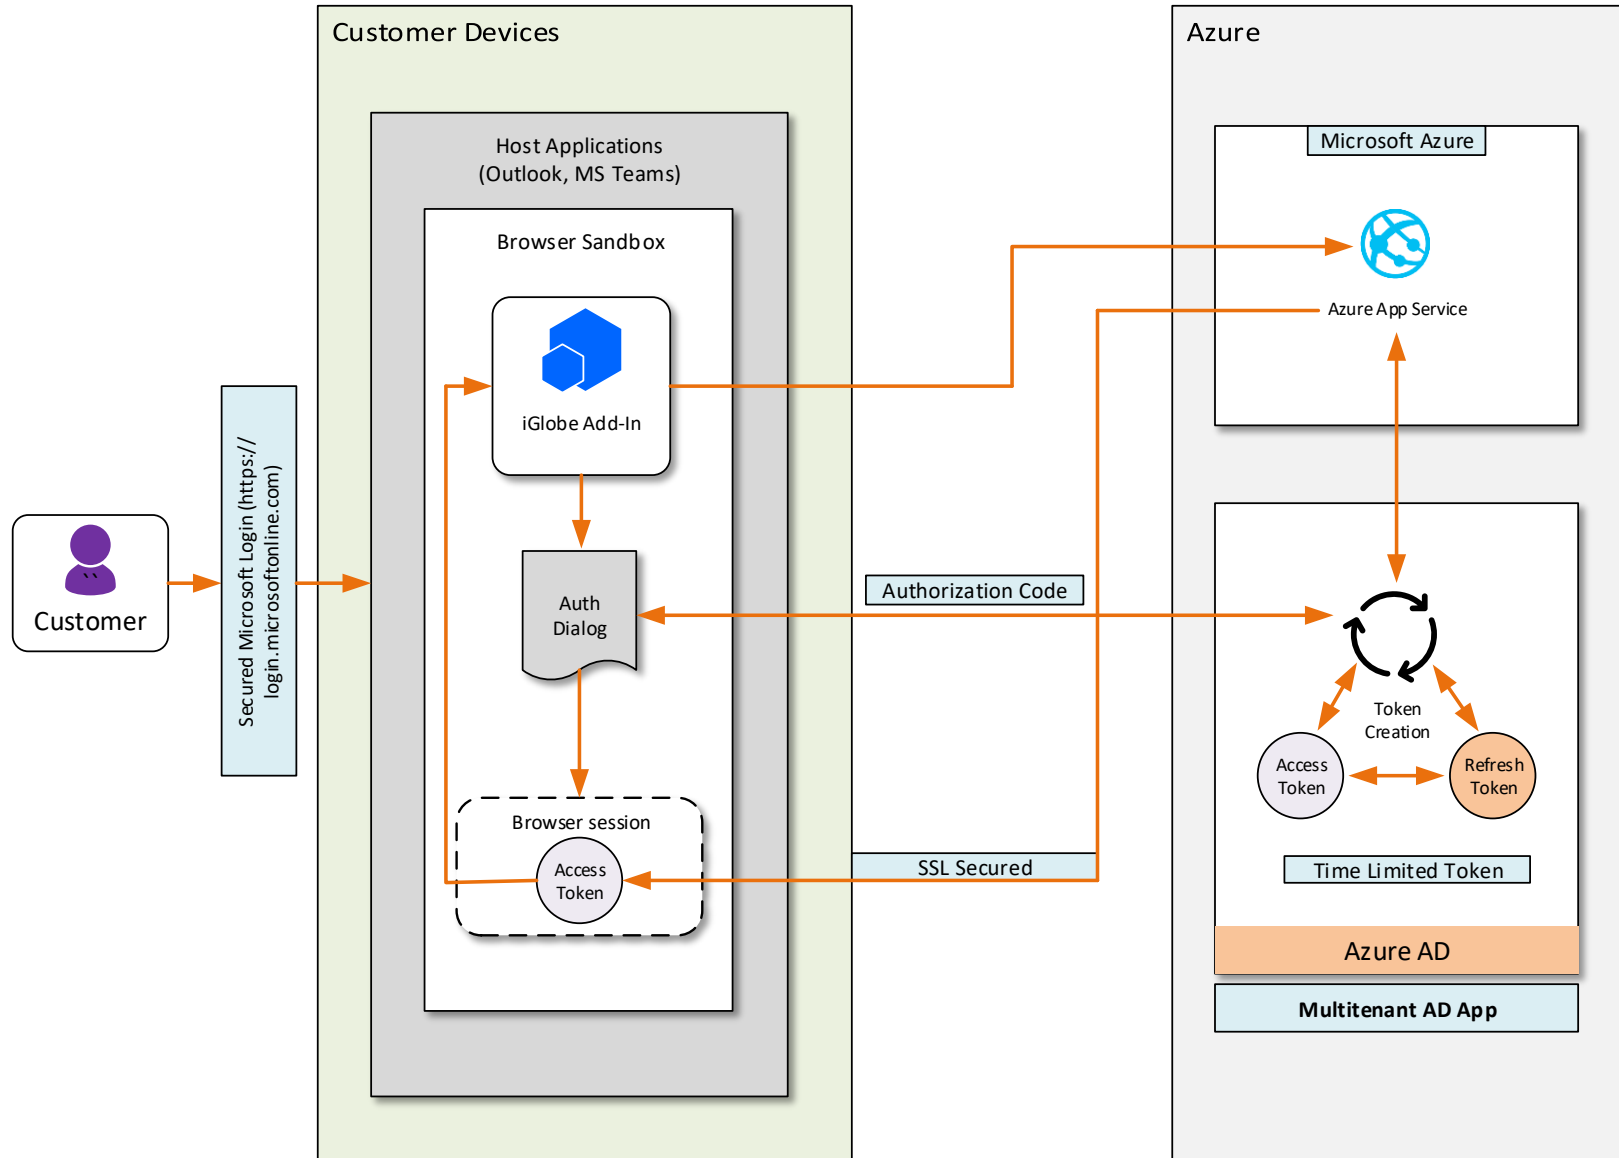 Customer Devices
Azure
Host Applications
(Outlook, MS Teams)
Browser Sandbox
iGlobe Add-In
Auth
Dialog
Browser session
Access
Token
Secured Microsoft Login (https://
login.microsoftonline.com)
Customer
Authorization Code
SSL Secured
Microsoft Azure
Azure App Service
Token
Creation
Access
Token
Refresh
Token
Time Limited Token
Azure AD
Multitenant AD App